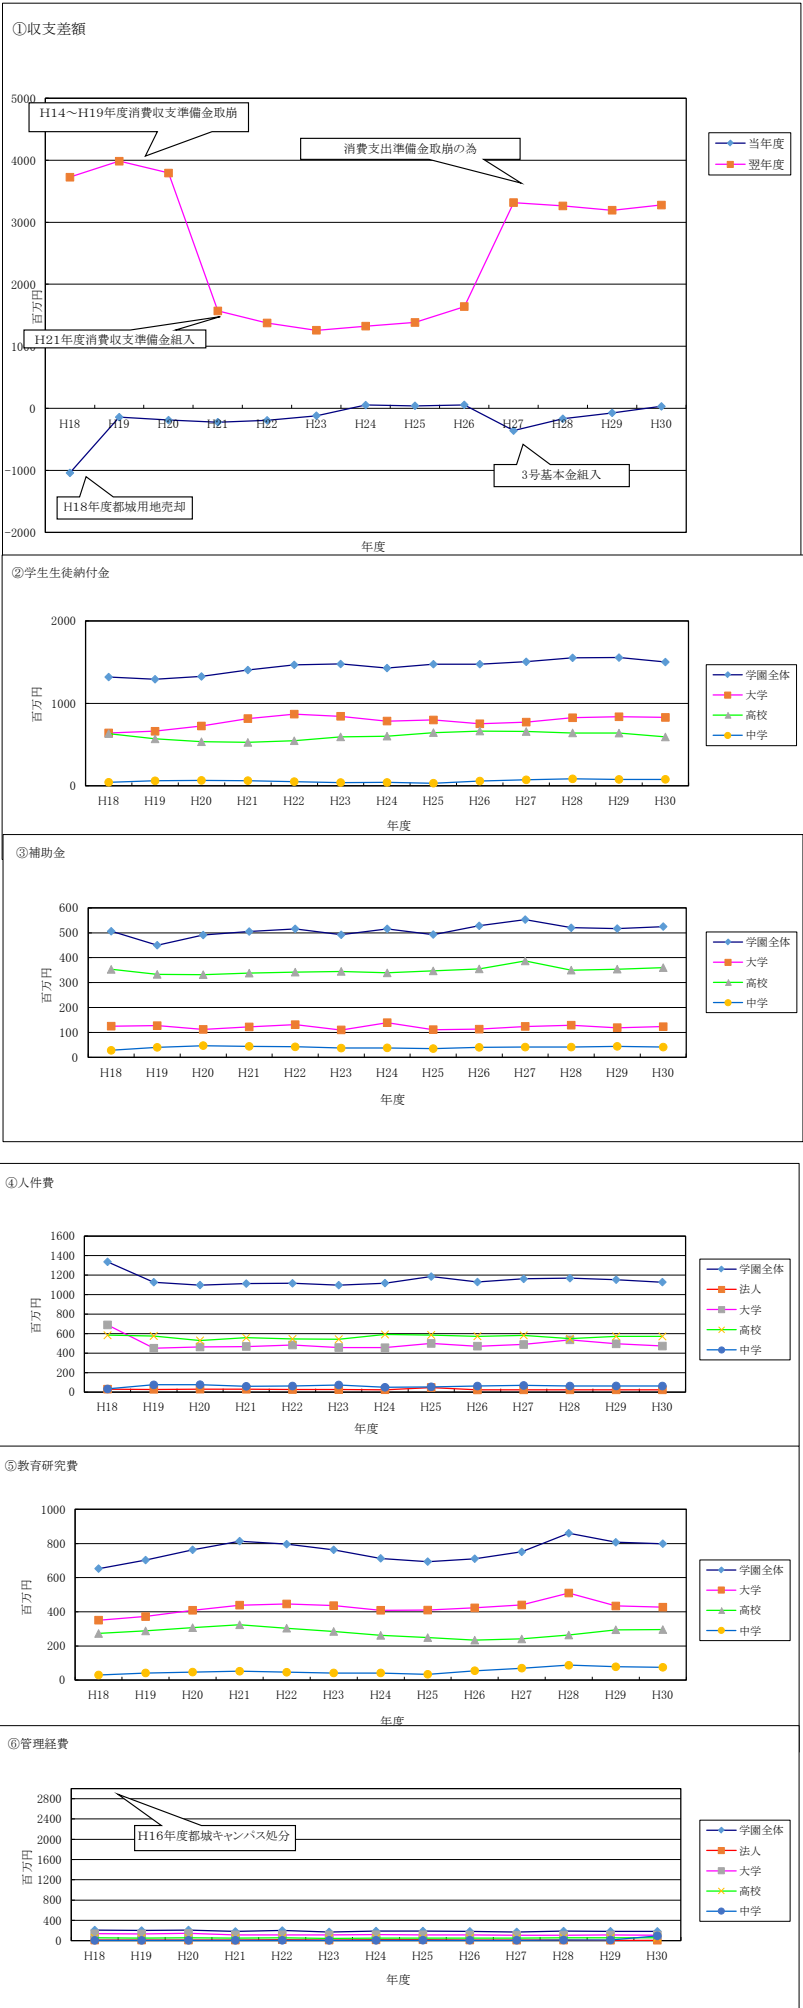 ①収支差額
5000
H14～H19年度消費収支準備金取崩
消費支出準備金取崩の為
当年度
翌年度
4000
3000
2000
百万円
H21年度消費収支準備金組入
1000
0
H18 H19 H20 H21 H22 H23 H24 H25 H26 H27 H28 H29 H30
-1000
3号基本金組入
H18年度都城用地売却
-2000
年度
②学生生徒納付金
2000
1000
0
百万円
学園全体
大学
高校
中学
H18 H19 H20 H21 H22 H23 H24 H25 H26 H27 H28 H29 H30
年度
③補助金
600
500
400
300
200
100
0
百万円
学園全体
大学
高校
中学
H18 H19 H20 H21 H22 H23 H24 H25 H26 H27 H28 H29 H30
年度
④人件費
1600
1400
1200
1000
800
600
400
200
0
百万円
学園全体
法人
大学
高校
中学
H18 H19 H20 H21 H22 H23 H24 H25 H26 H27 H28 H29 H30
年度
⑤教育研究費
1000
800
600
400
200
0
百万円
学園全体
大学
高校
中学
H18 H19 H20 H21 H22 H23 H24 H25 H26 H27 H28 H29 H30
年度
⑥管理経費
2800
2400
2000
1600
1200
800
400
0
百万円
H16年度都城キャンパス処分
学園全体
法人
大学
高校
中学
H18 H19 H20 H21 H22 H23 H24 H25 H26 H27 H28 H29 H30
年度